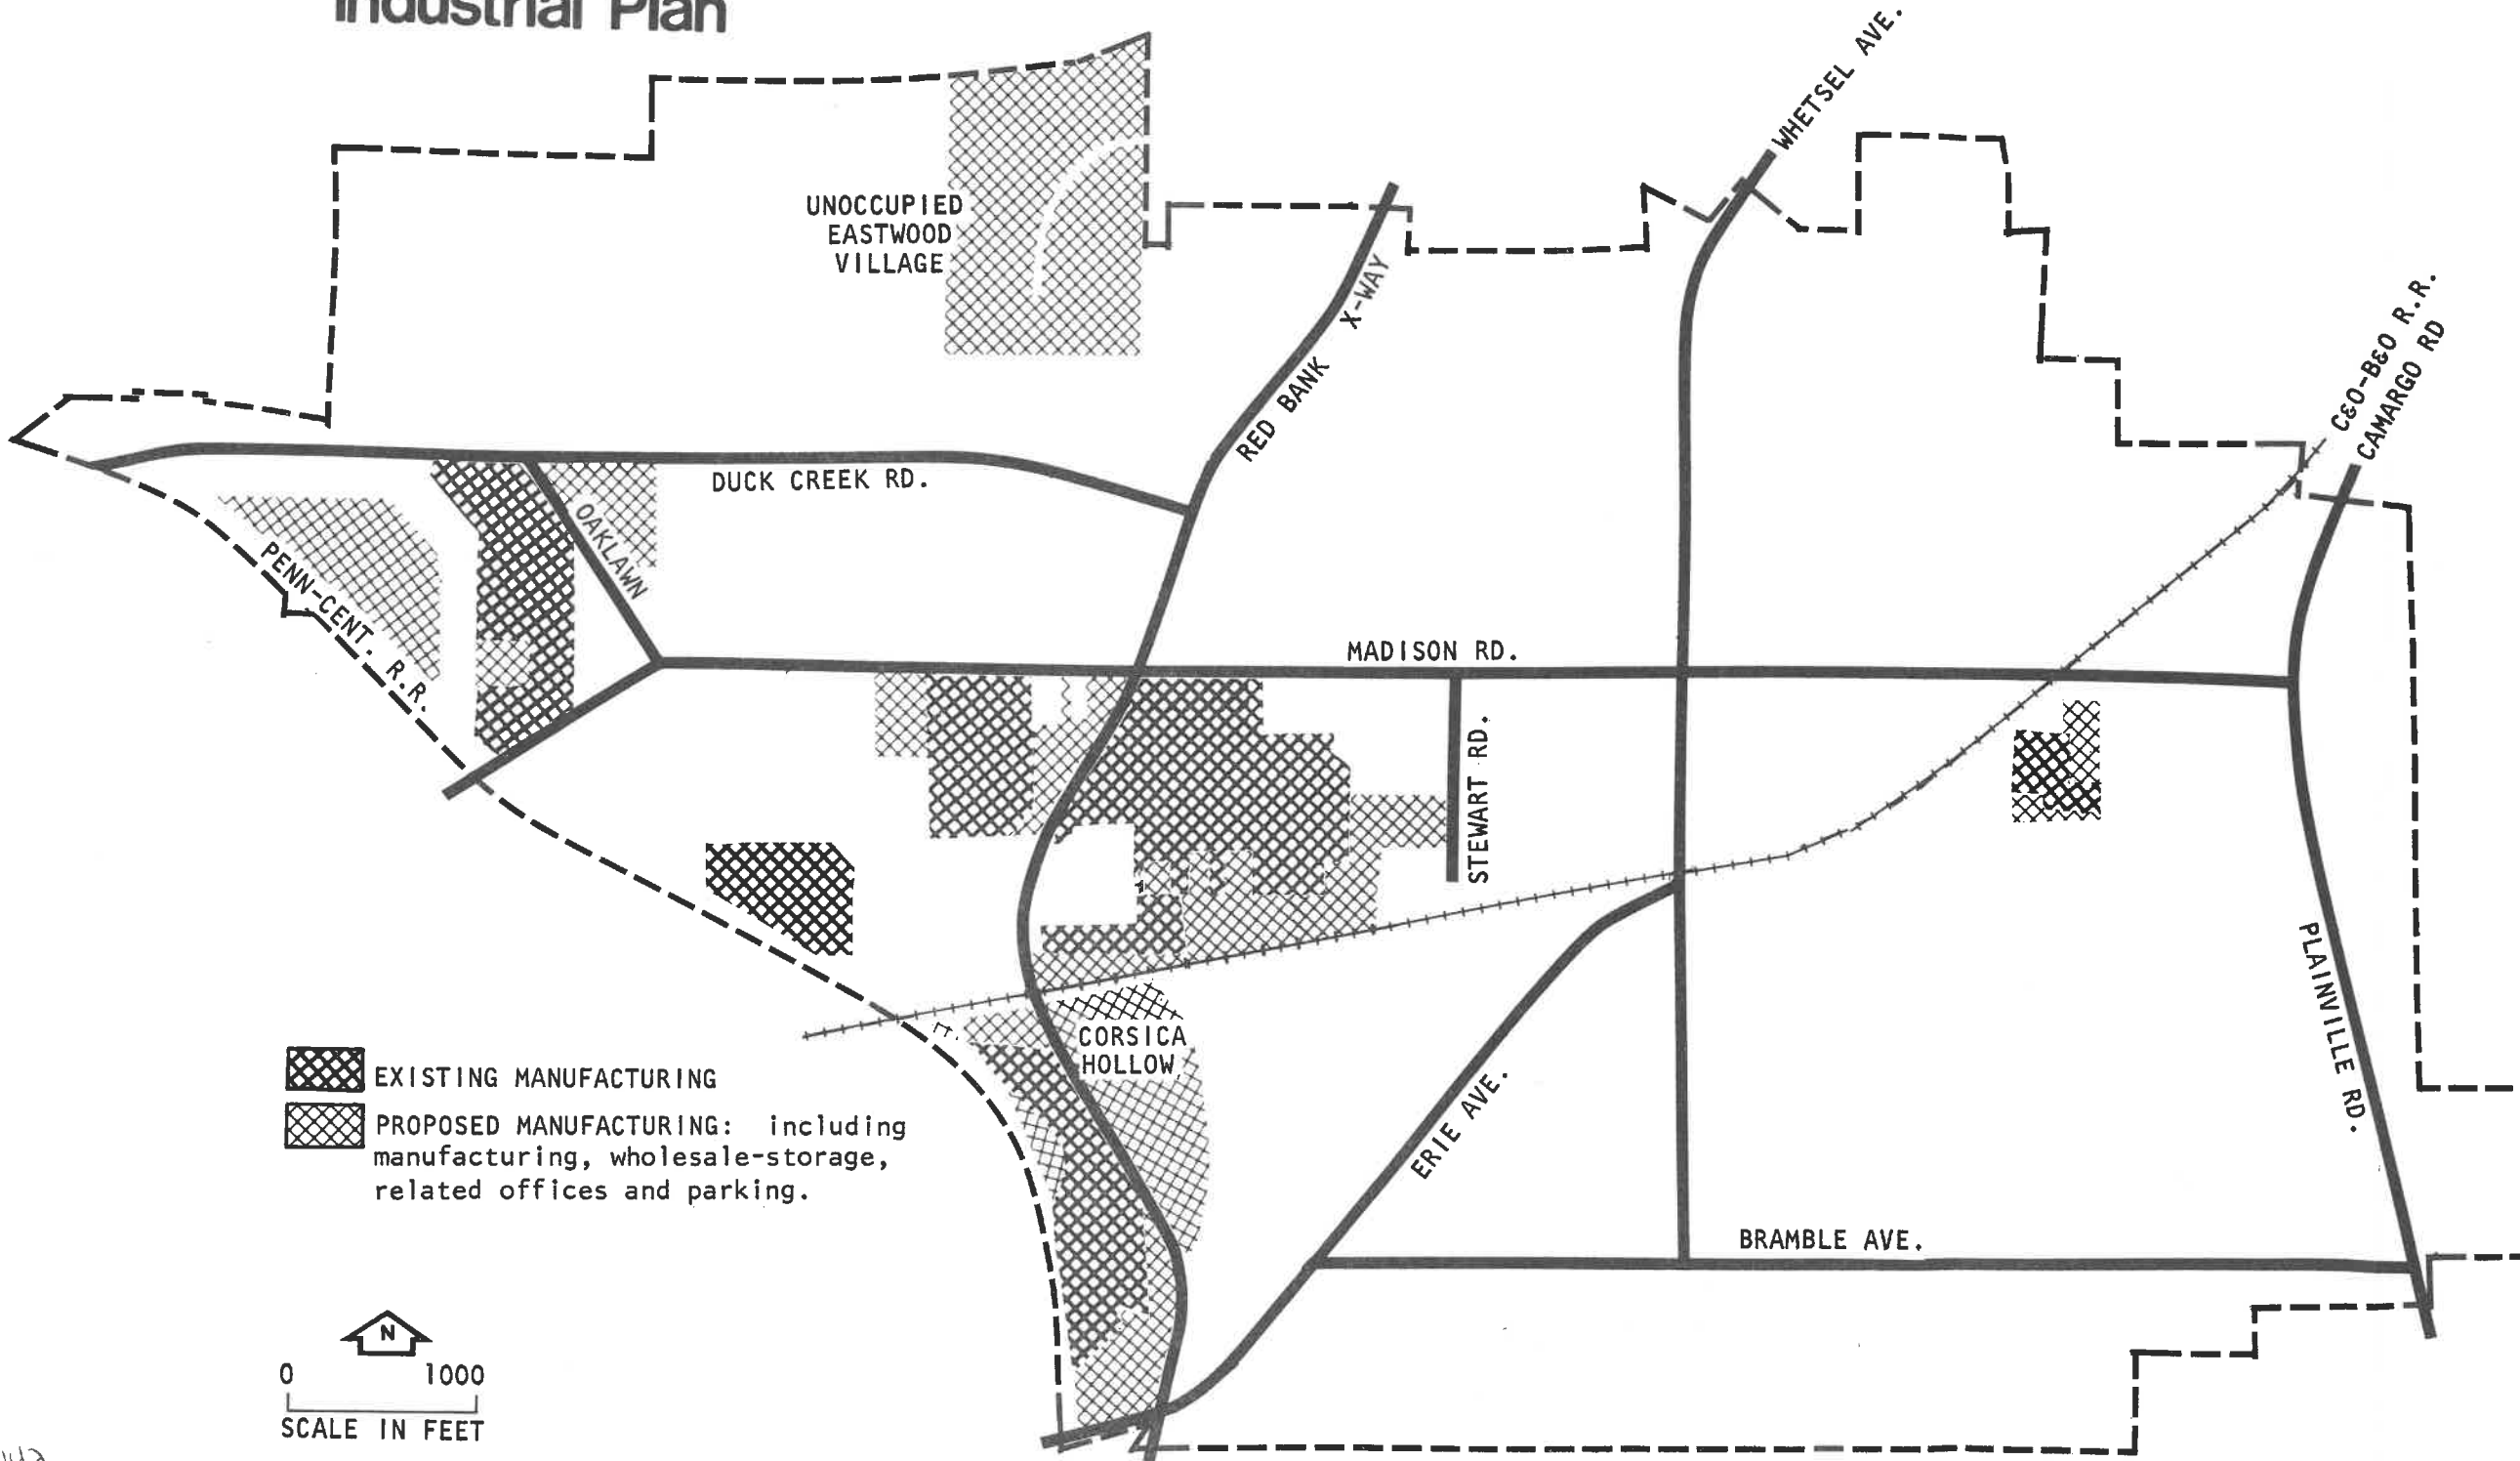 Industrial Plan
WHETSEL AVE.
UNOCCUPIED
EASTWOOD
VILLAGE
RED BANK X-WAY
C&O-B&O R.R.
CAMARGO RD
DUCK CREEK RD.
OAKLAWN
PENN-CENT. R.R.
MADISON RD.
STEWART RD.
PLAINVILLE RD.
CORSICA
HOLLOW
ERIE AVE.
BRAMBLE AVE.
EXISTING MANUFACTURING
PROPOSED MANUFACTURING: including
manufacturing, wholesale-storage,
related offices and parking.
N
0 1000
SCALE IN FEET